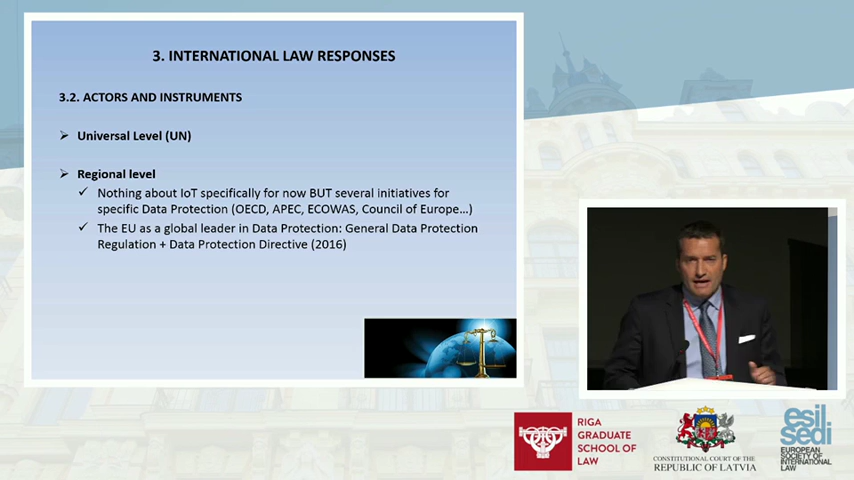 3. INTERNATIONAL LAW RESPONSES
3.2. ACTORS AND INSTRUMENTS
Universal Level (UN)
Regional level
Nothing about IoT specifically for now BUT several initiatives for
specific Data Protection (OECD, APEC, ECOWAS, Council of Europe…)
The EU as a global leader in Data Protection: General Data Protection
Regulation + Data Protection Directive (2016)
RIGA
GRADUATE
SCHOOL OF
LAW
CONSTITUTIONAL COURT OF THE
REPUBLIC OF LATVIA
esil
sedi
EUROPEAN
SOCIETY OF
INTERNATIONAL
LAW